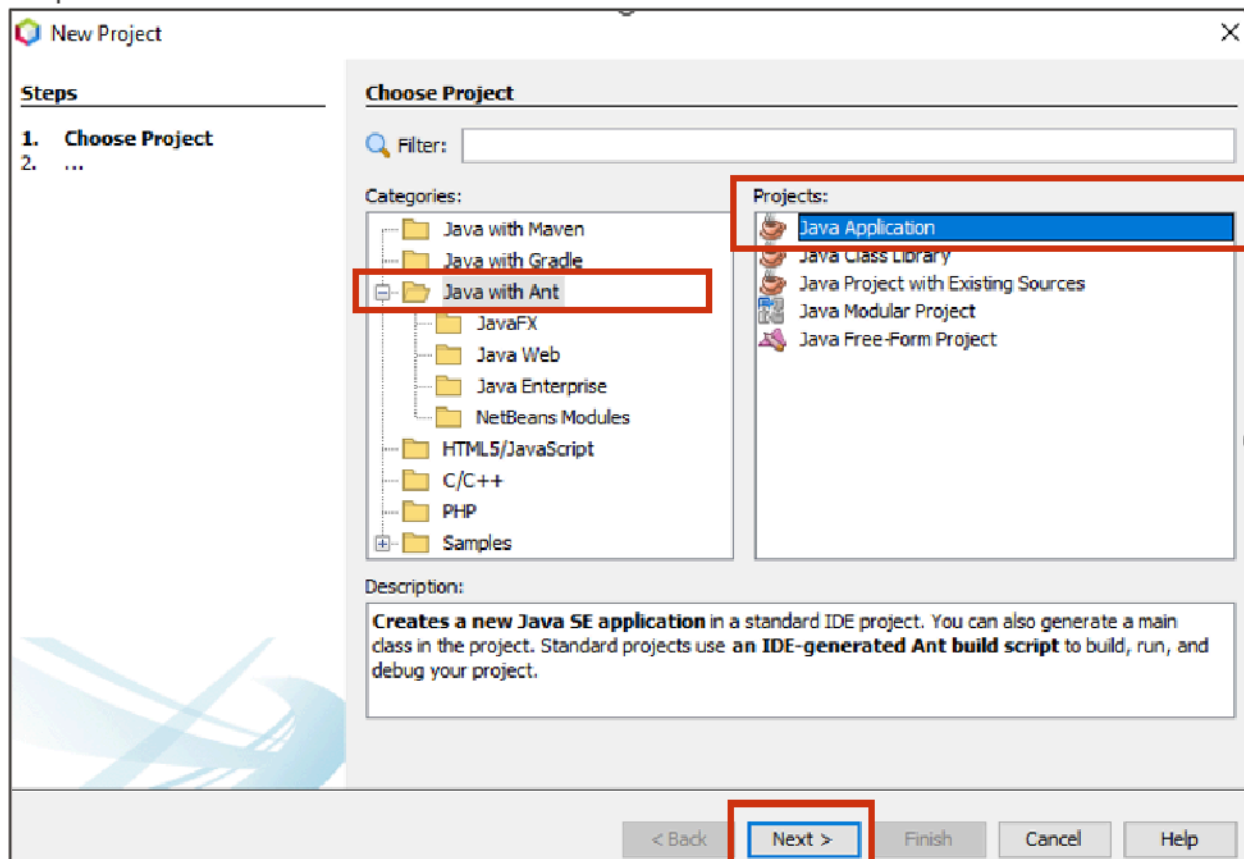 New Project
Steps
1. Choose Project
2. ...
Choose Project
Filter:
Categories:
Java with Maven
Java with Gradle
Java with Ant
JavaFX
Java Web
Java Enterprise
NetBeans Modules
HTML5/JavaScript
C/C++
PHP
Samples
Projects:
Java Application
Java Class Library
Java Project with Existing Sources
Java Modular Project
Java Free-Form Project
Description:
Creates a new Java SE application in a standard IDE project. You can also generate a main
class in the project. Standard projects use an IDE-generated Ant build script to build, run, and
debug your project.
< Back
Next >
Finish
Cancel
Help